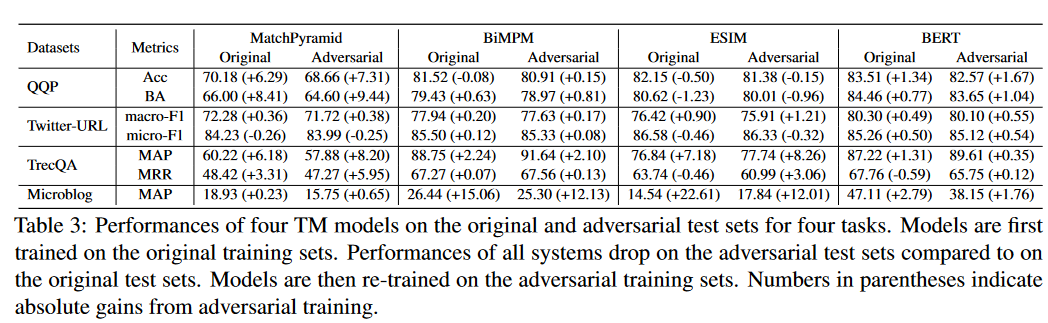 Datasets Metrics MatchPyramid BiMPM ESIM BERT
Original Adversarial Original Adversarial Original Adversarial Original Adversarial
QQP Acc 70.18 (+6.29) 68.66 (+7.31) 81.52 (-0.08) 80.91 (+0.15) 82.15 (-0.50) 81.38 (-0.15) 83.51 (+1.34) 82.57 (+1.67)
BA 66.00 (+8.41) 64.60 (+9.44) 79.43 (+0.63) 78.97 (+0.81) 80.62 (-1.23) 80.01 (-0.96) 84.46 (+0.77) 83.65 (+1.04)
Twitter-URL macro-F1 72.28 (+0.36) 71.72 (+0.38) 77.94 (+0.20) 77.63 (+0.17) 76.42 (+0.90) 75.91 (+1.21) 80.30 (+0.49) 80.10 (+0.55)
micro-F1 84.23 (-0.26) 83.99 (-0.25) 85.50 (+0.12) 85.33 (+0.08) 86.58 (-0.46) 86.33 (-0.32) 85.26 (+0.50) 85.12 (+0.54)
TrecQA MAP 60.22 (+6.18) 57.88 (+8.20) 88.75 (+2.24) 91.64 (+2.10) 76.84 (+7.18) 77.74 (+8.26) 87.22 (+1.31) 89.61 (+0.35)
MRR 48.42 (+3.31) 47.27 (+5.95) 67.27 (+0.07) 67.56 (+0.13) 63.74 (-0.46) 60.99 (+3.06) 67.76 (-0.59) 65.75 (+0.12)
Microblog MAP 18.93 (+0.23) 15.75 (+0.65) 26.44 (+15.06) 25.30 (+12.13) 14.54 (+22.61) 17.84 (+12.01) 47.11 (+2.79) 38.15 (+1.76)
Table 3: Performances of four TM models on the original and adversarial test sets for four tasks. Models are first
trained on the original training sets. Performances of all systems drop on the adversarial test sets compared to on
the original test sets. Models are then re-trained on the adversarial training sets. Numbers in parentheses indicate
absolute gains from adversarial training.